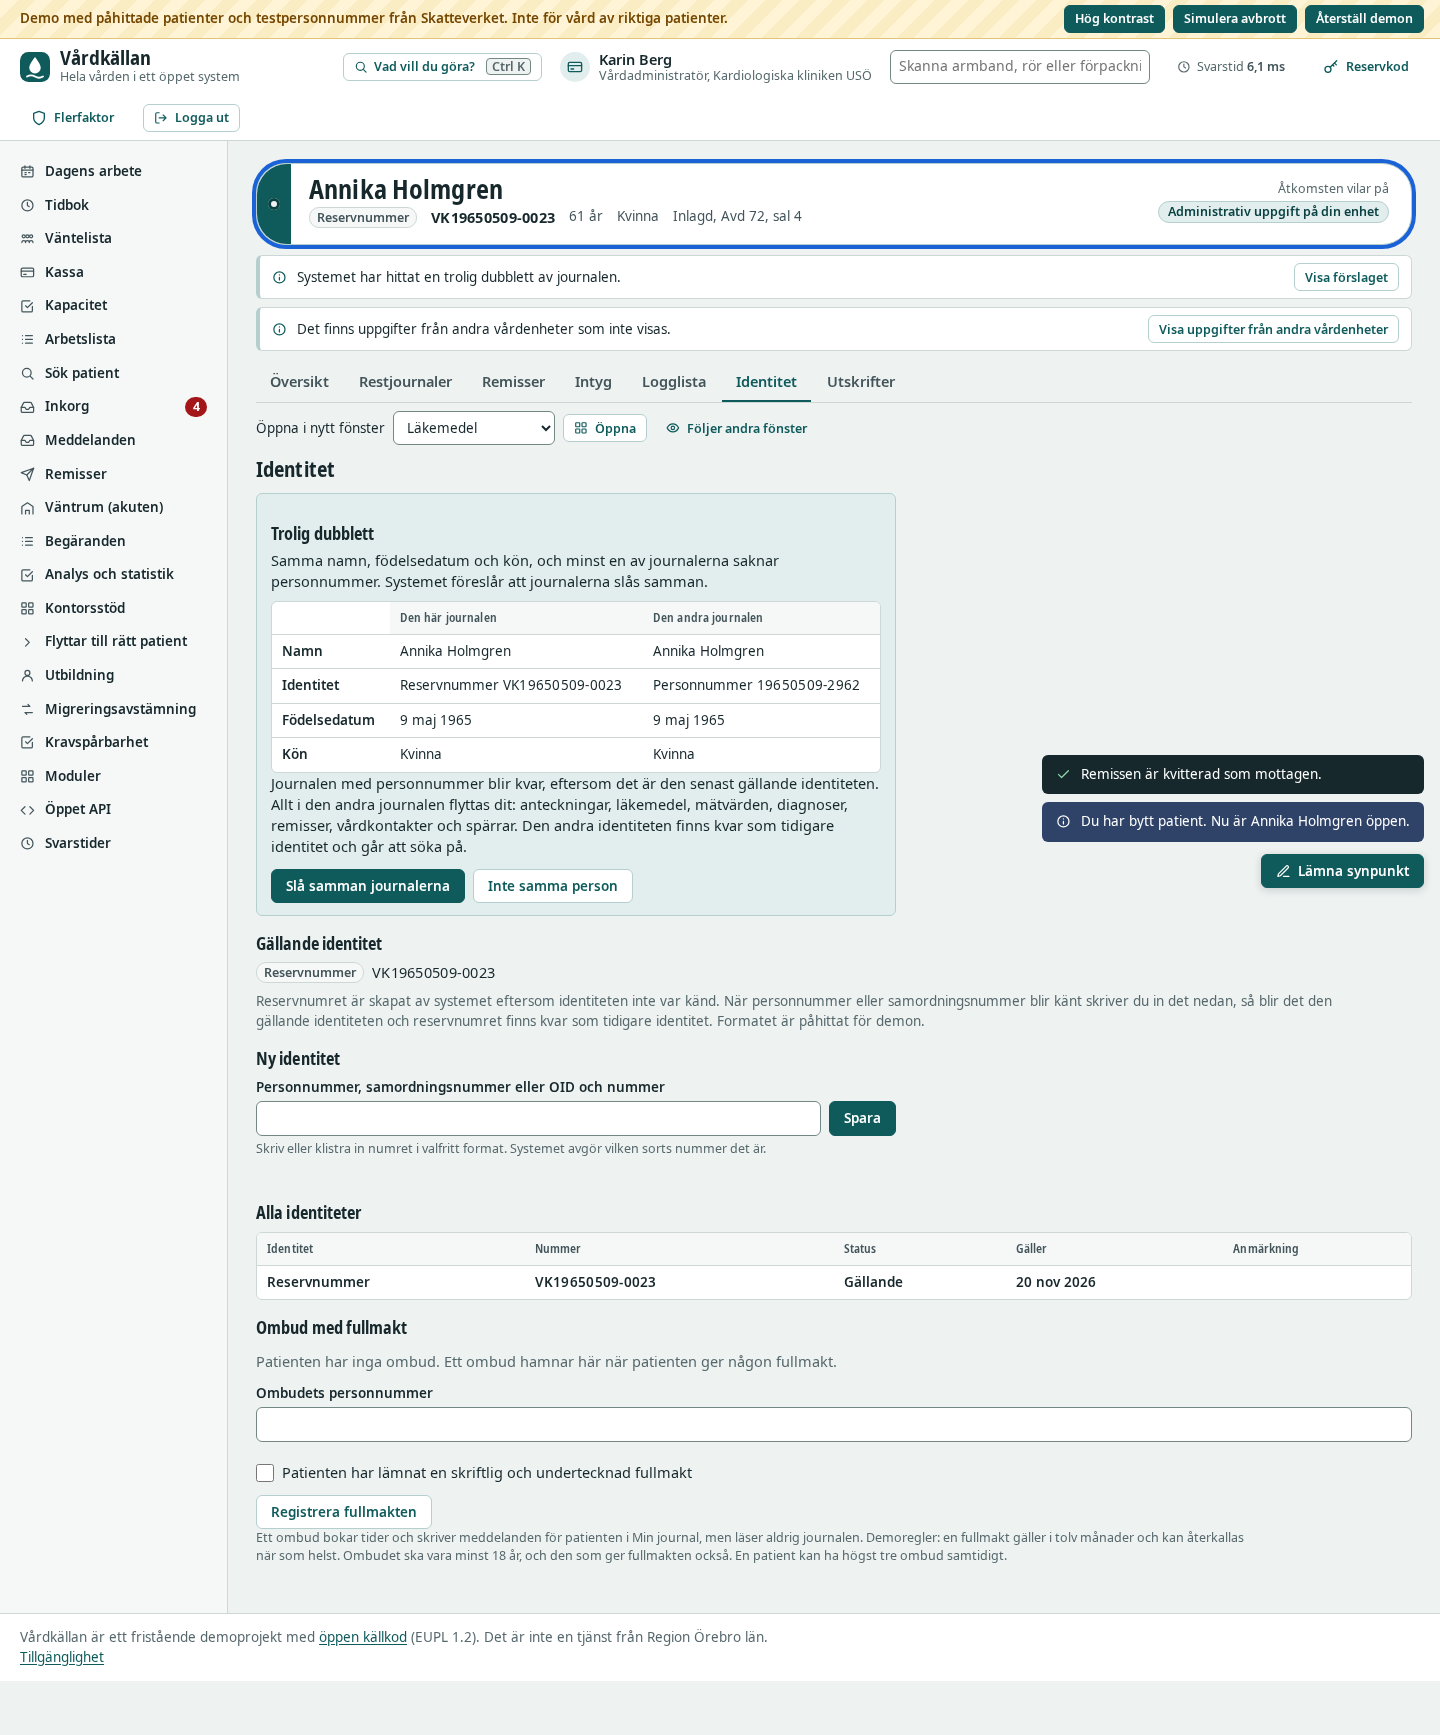 Demo med påhittade patienter och testpersonnummer från Skatteverket. Inte för vård av riktiga patienter.
Hög kontrast
Simulera avbrott
Återställ demon
Vårdkällan
Hela vården i ett öppet system
Vad vill du göra? Ctrl K
Karin Berg
Vårdadministratör, Kardiologiska kliniken USÖ
Skanna armband, rör eller förpackni
Svarstid 6,1 ms
Reservkod
Flerfaktor
Logga ut
Dagens arbete
Tidbok
Väntelista
Kassa
Kapacitet
Arbetslista
Sök patient
Inkorg 4
Meddelanden
Remisser
Väntrum (akuten)
Begäranden
Analys och statistik
Kontorsstöd
Flyttar till rätt patient
Utbildning
Migreringsavstämning
Kravspårbarhet
Moduler
Öppet API
Svarstider
Annika Holmgren
Reservnummer VK19650509-0023 61 år Kvinna Inlagd, Avd 72, sal 4
Åtkomsten vilar på
Administrativ uppgift på din enhet
Systemet har hittat en trolig dubblett av journalen.
Visa förslaget
Det finns uppgifter från andra vårdenheter som inte visas.
Visa uppgifter från andra vårdenheter
Översikt Restjournaler Remisser Intyg Logglista Identitet Utskrifter
Öppna i nytt fönster Läkemedel Öppna Följer andra fönster
Identitet
Trolig dubblett
Samma namn, födelsedatum och kön, och minst en av journalerna saknar
personnummer. Systemet föreslår att journalerna slås samman.
Den här journalen Den andra journalen
Namn Annika Holmgren Annika Holmgren
Identitet Reservnummer VK19650509-0023 Personnummer 19650509-2962
Födelsedatum 9 maj 1965 9 maj 1965
Kön Kvinna Kvinna
Journalen med personnummer blir kvar, eftersom det är den senast gällande identiteten.
Allt i den andra journalen flyttas dit: anteckningar, läkemedel, mätvärden, diagnoser,
remisser, vårdkontakter och spärrar. Den andra identiteten finns kvar som tidigare
identitet och går att söka på.
Slå samman journalerna
Inte samma person
Remissen är kvitterad som mottagen.
Du har bytt patient. Nu är Annika Holmgren öppen.
Lämna synpunkt
Gällande identitet
Reservnummer VK19650509-0023
Reservnumret är skapat av systemet eftersom identiteten inte var känd. När personnummer eller samordningsnummer blir känt skriver du in det nedan, så blir det den
gällande identiteten och reservnumret finns kvar som tidigare identitet. Formatet är påhittat för demon.
Ny identitet
Personnummer, samordningsnummer eller OID och nummer
Spara
Skriv eller klistra in numret i valfritt format. Systemet avgör vilken sorts nummer det är.
Alla identiteter
Identitet Nummer Status Gäller Anmärkning
Reservnummer VK19650509-0023 Gällande 20 nov 2026
Ombud med fullmakt
Patienten har inga ombud. Ett ombud hamnar här när patienten ger någon fullmakt.
Ombudets personnummer
Patienten har lämnat en skriftlig och undertecknad fullmakt
Registrera fullmakten
Ett ombud bokar tider och skriver meddelanden för patienten i Min journal, men läser aldrig journalen. Demoregler: en fullmakt gäller i tolv månader och kan återkallas
när som helst. Ombudet ska vara minst 18 år, och den som ger fullmakten också. En patient kan ha högst tre ombud samtidigt.
Vårdkällan är ett fristående demoprojekt med öppen källkod (EUPL 1.2). Det är inte en tjänst från Region Örebro län.
Tillgänglighet